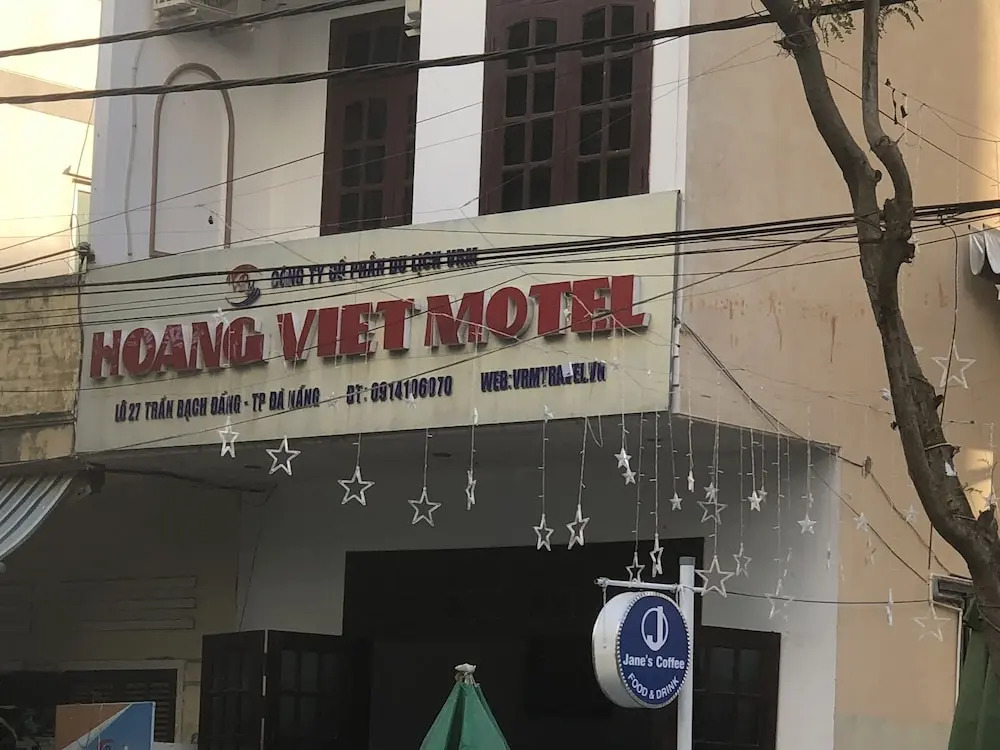 CÔNG TY CỔ PHẦN DU LỊCH VRM
HOANG VIET MOTEL
LÔ 27 TRẦN BẠCH ĐẰNG - TP ĐÀ NẴNG - ĐT: 0914106070 WEB:VRMTRAVEL.VN
Jane's Coffee
FOOD & DRINK